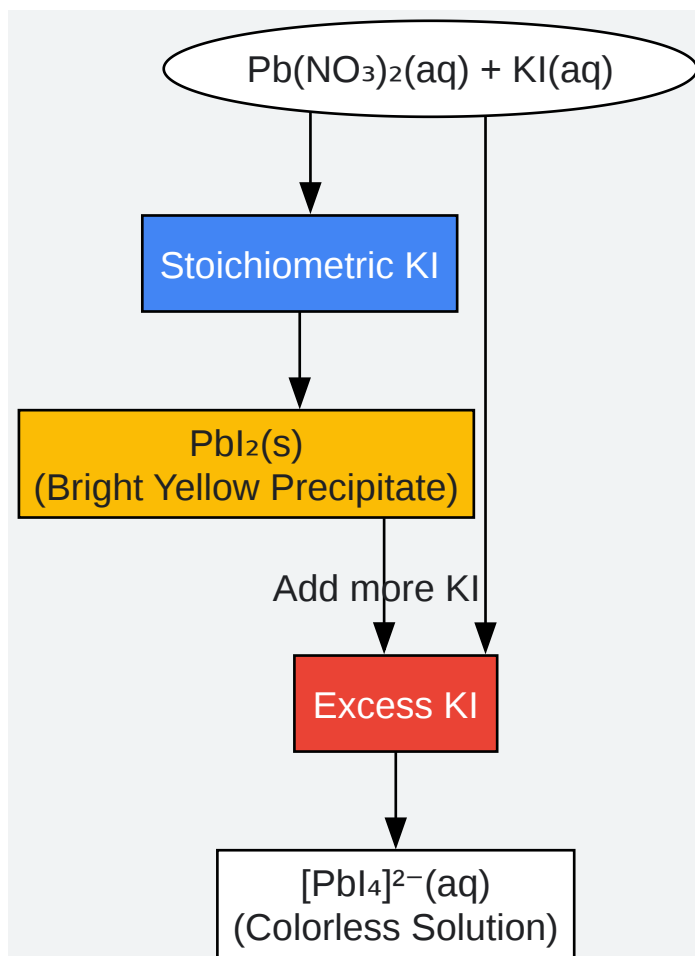 Pb(NO₃)₂(aq) + KI(aq)
Stoichiometric KI
PbI₂(s)
(Bright Yellow Precipitate)
Add more KI
Excess KI
[PbI₄]²⁻(aq)
(Colorless Solution)